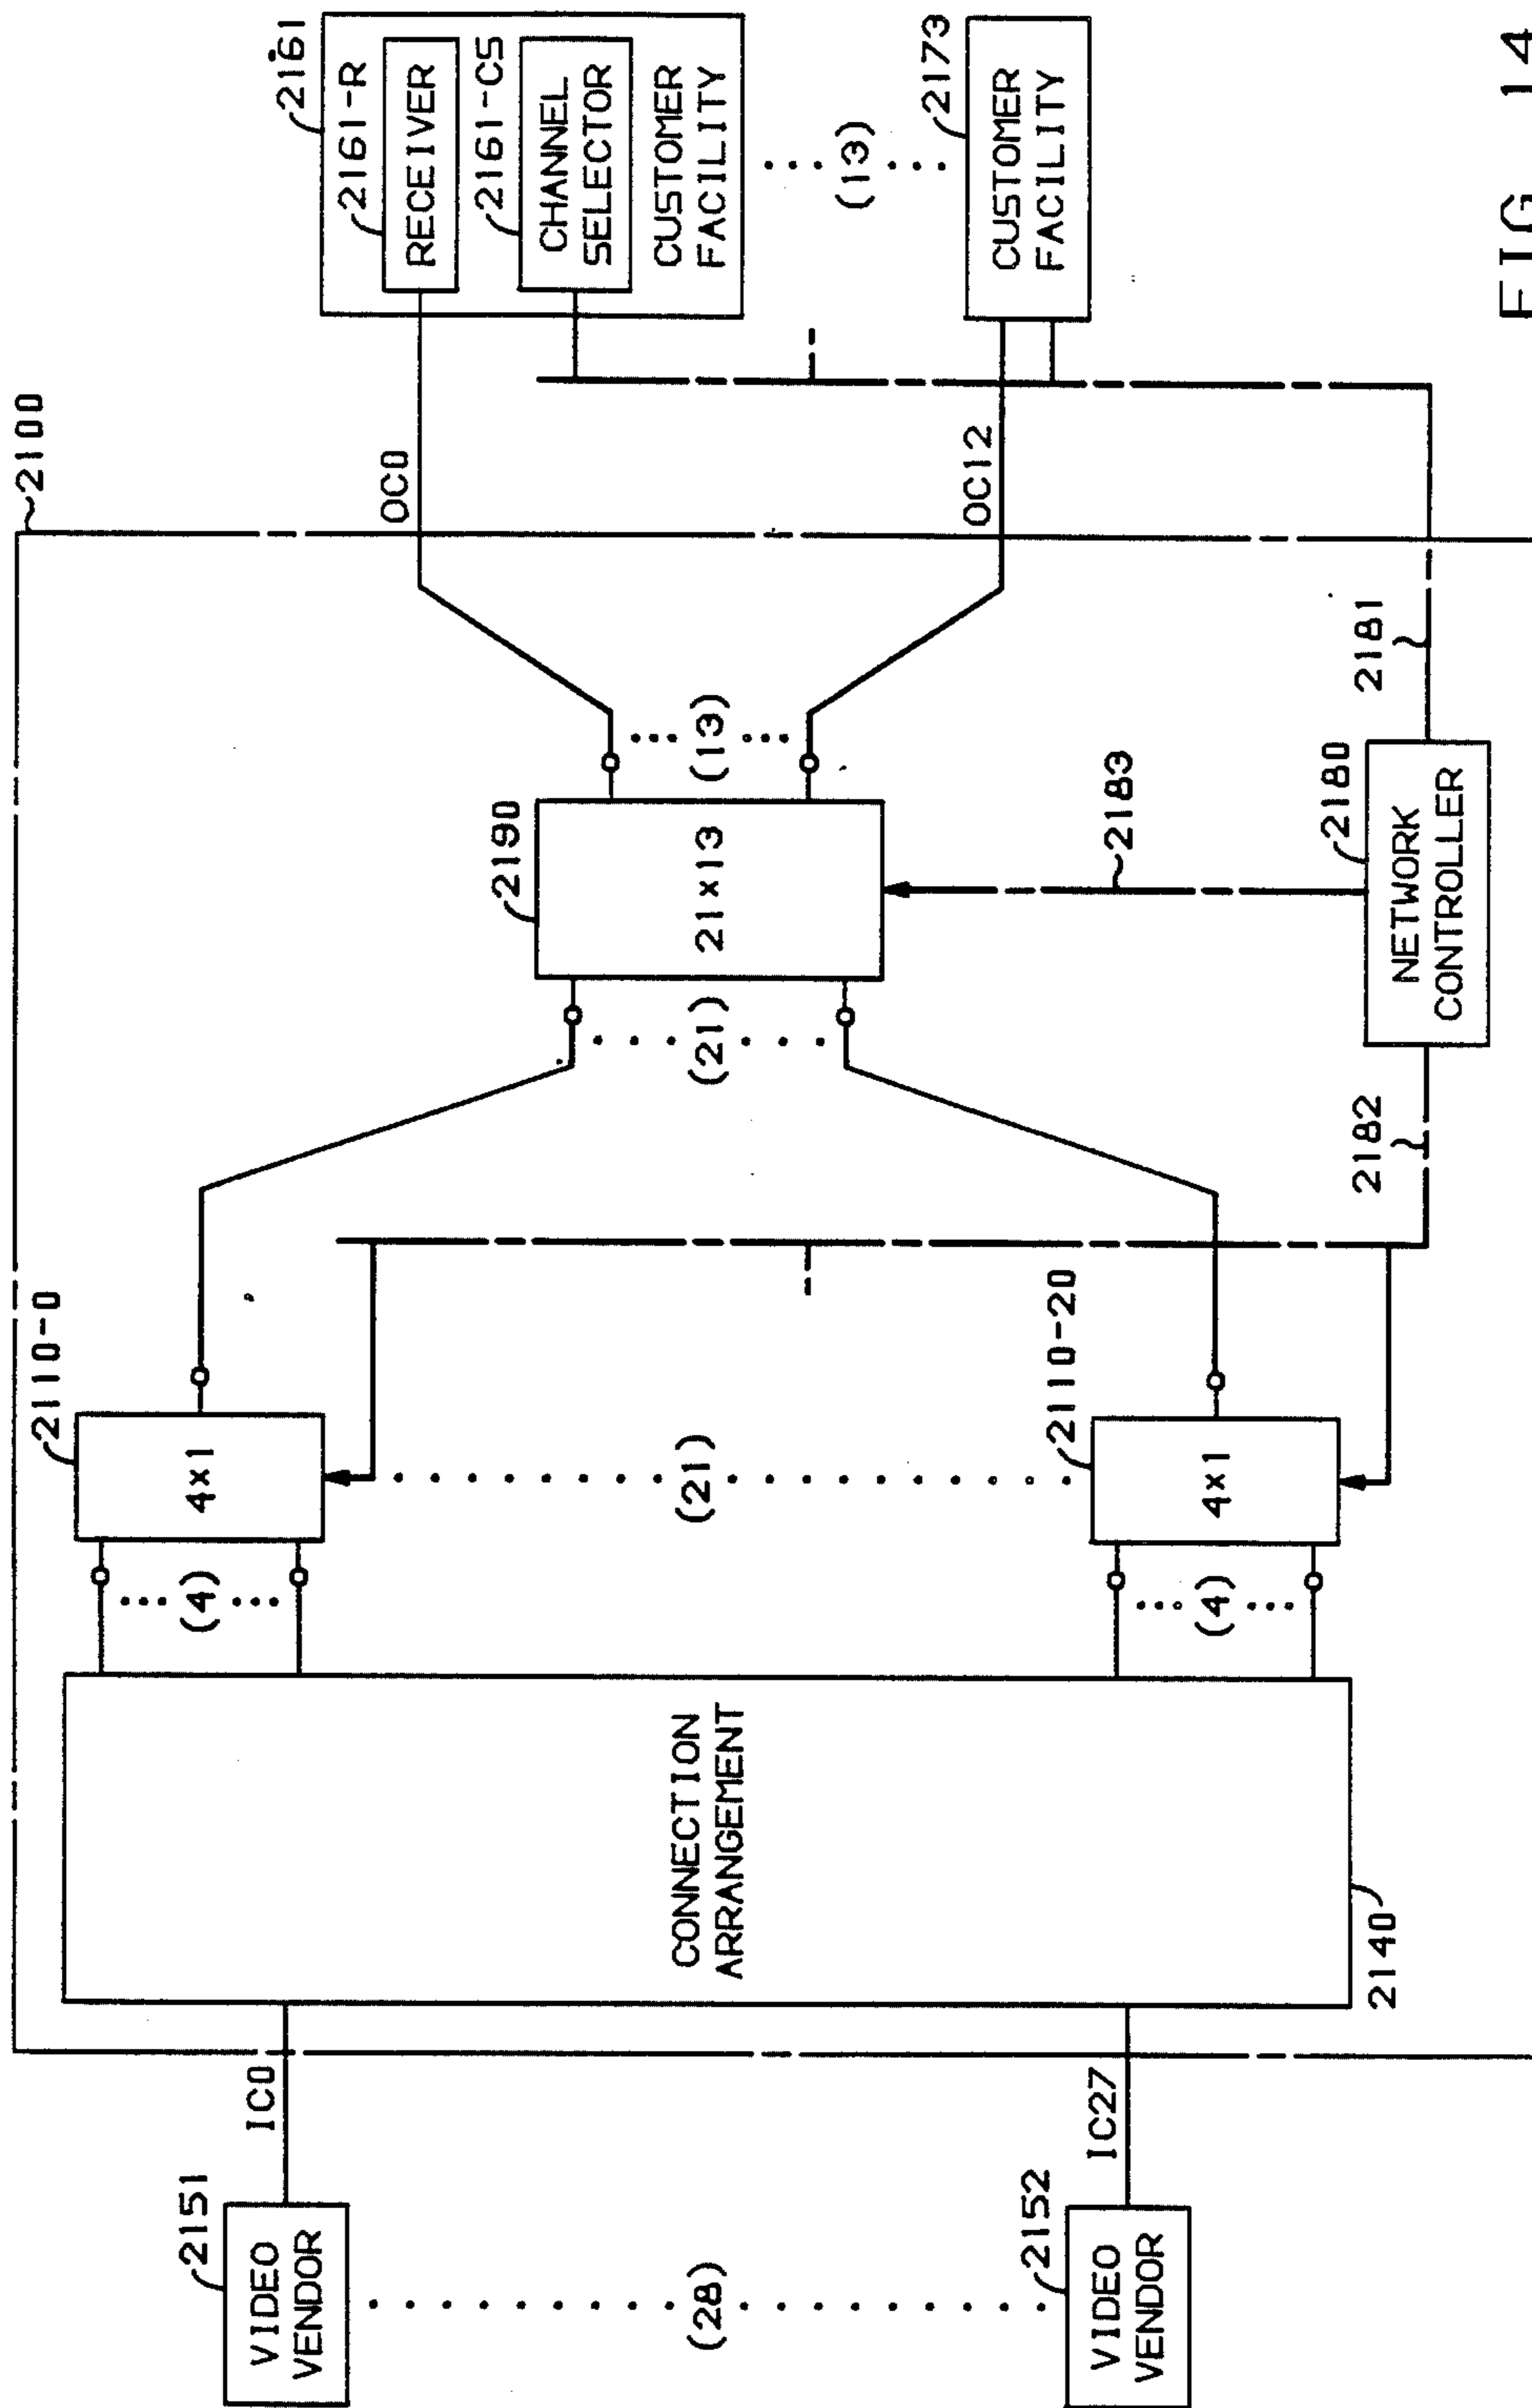 2100
VIDEO
VENDOR
2151
IC0
(28)
VIDEO
VENDOR
2152
IC27
CONNECTION
ARRANGEMENT
2140
(4)
4×1
2110-0
(21)
(4)
4×1
2110-20
(21)
21×13
2190
(13)
2182
2183
NETWORK
CONTROLLER
2180
2181
OC0
OC12
2161
2161-R
RECEIVER
2161-CS
CHANNEL
SELECTOR
CUSTOMER
FACILITY
(13)
2173
CUSTOMER
FACILITY
FIG. 14